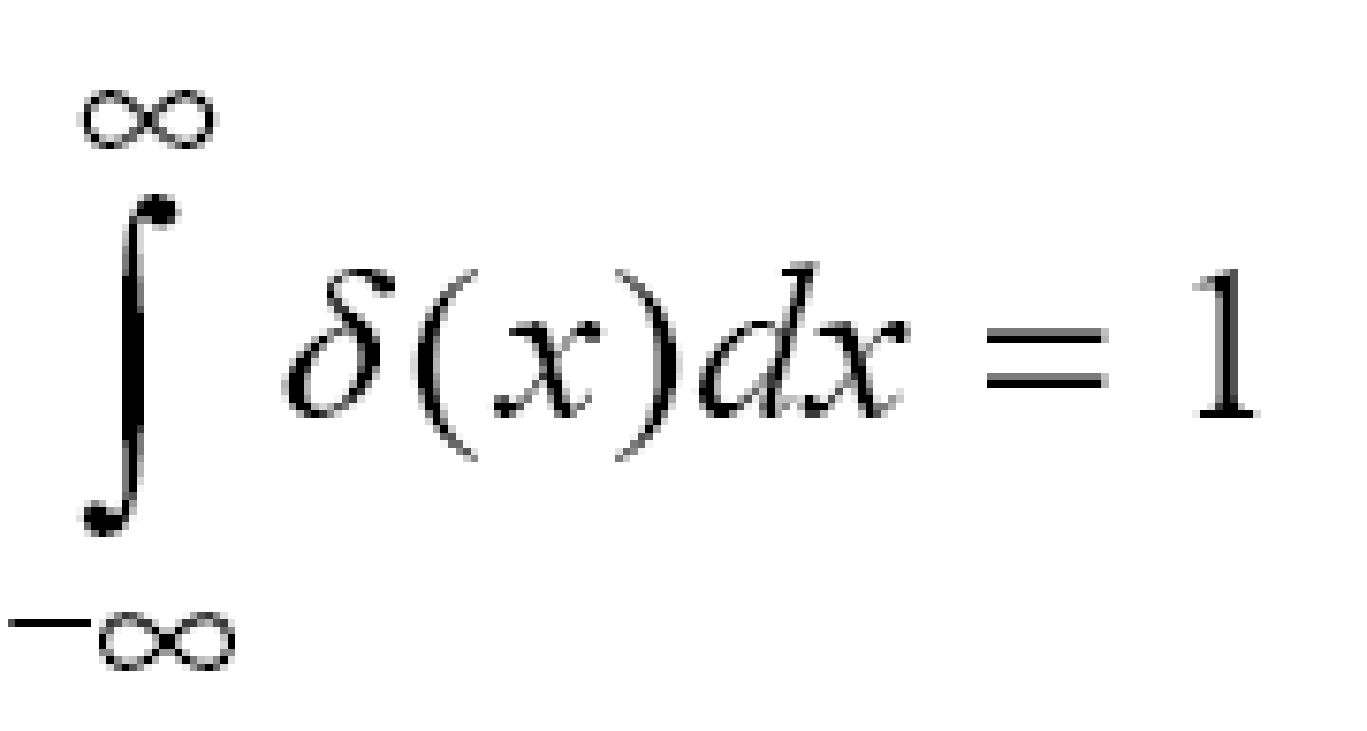 ∫_{-∞}^{∞} δ(x)dx = 1